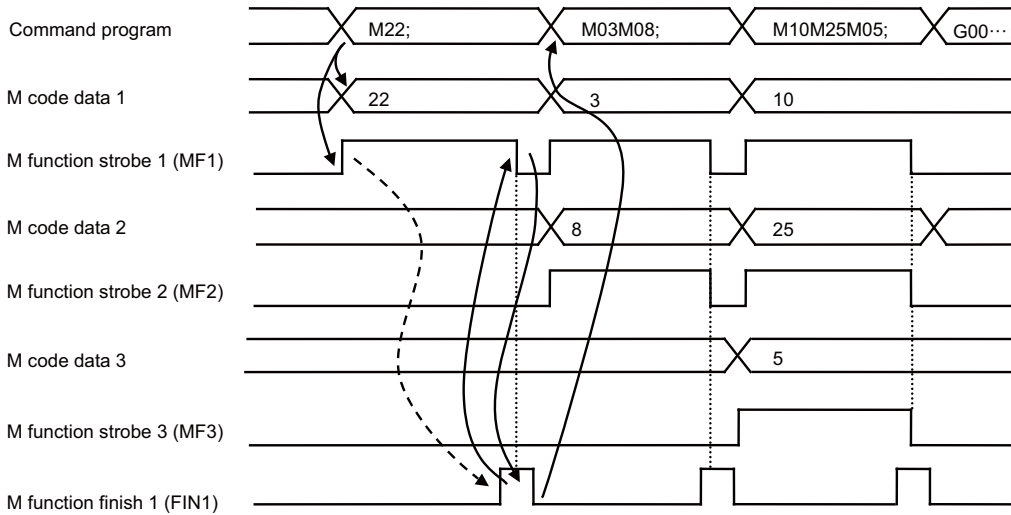 Command program M22; M03M08; M10M25M05; G00···
M code data 1 22 3 10
M function strobe 1 (MF1)
M code data 2 8 25
M function strobe 2 (MF2)
M code data 3 5
M function strobe 3 (MF3)
M function finish 1 (FIN1)